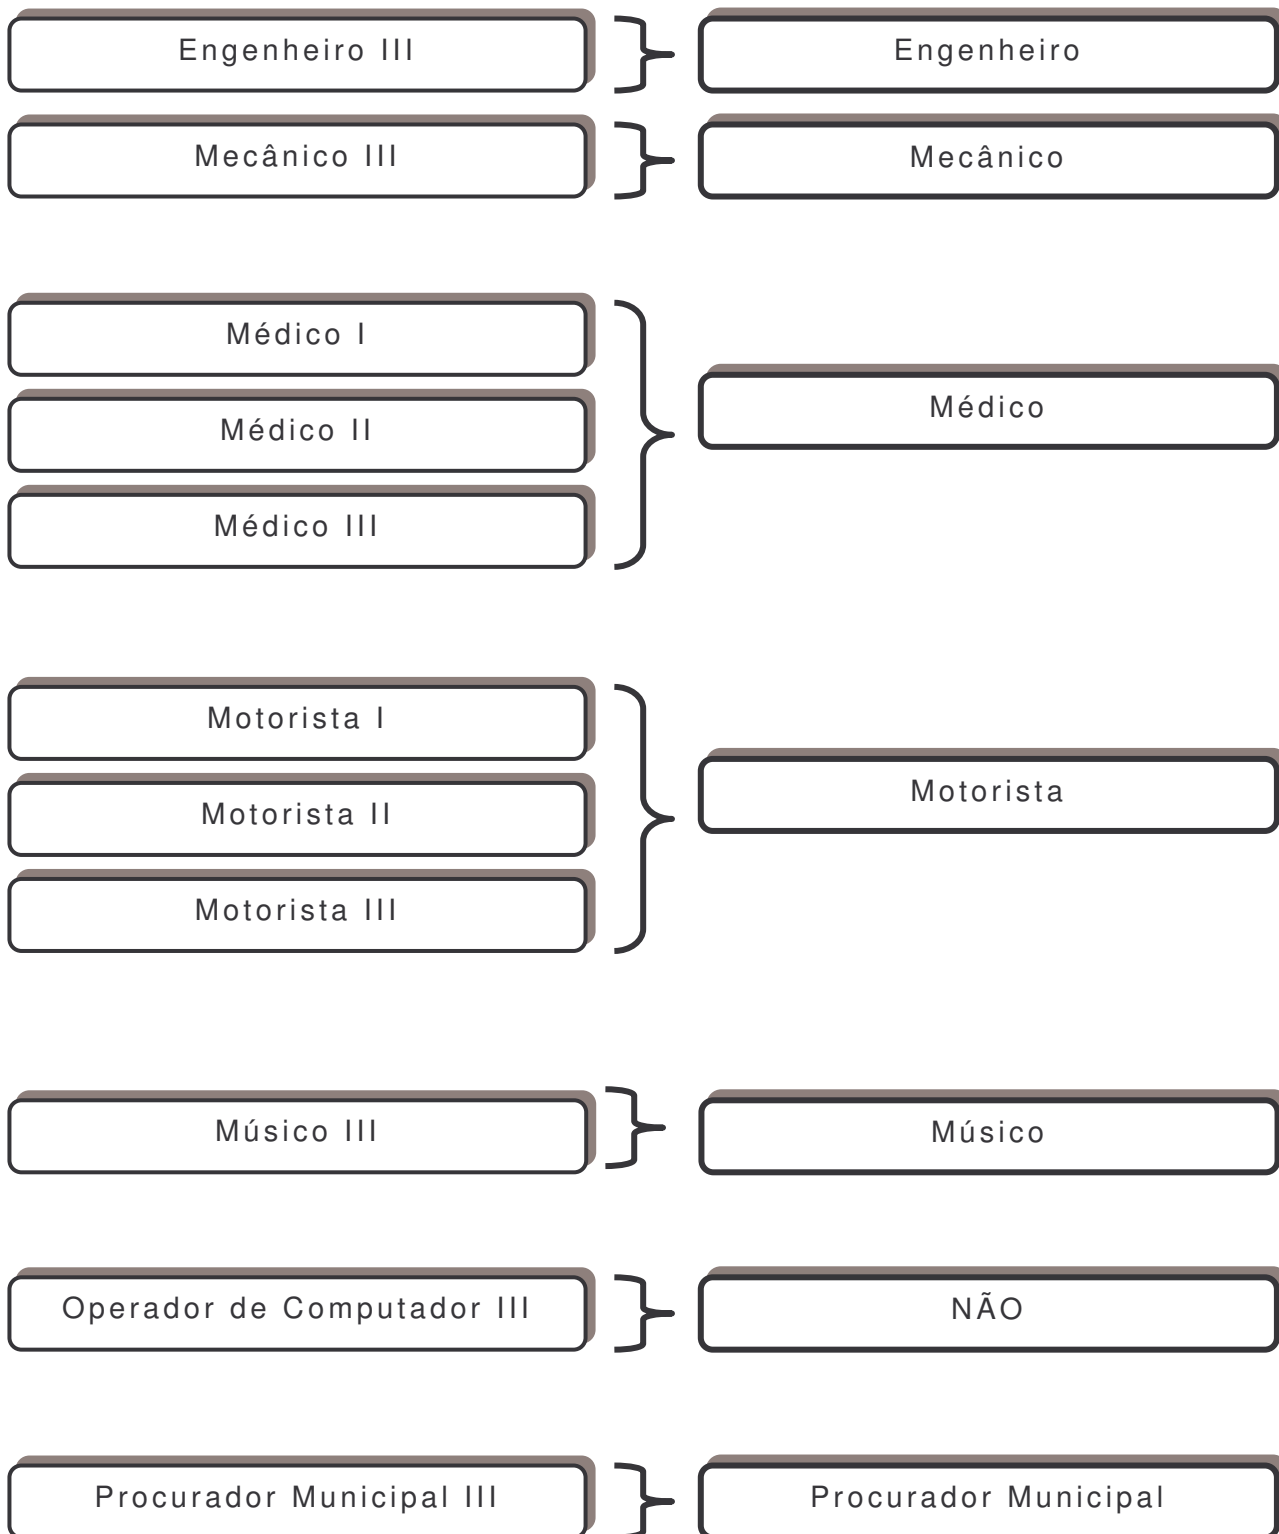 Engenheiro III
Engenheiro
Mecânico III
Mecânico
Médico I
Médico II
Médico III
Médico
Motorista I
Motorista II
Motorista III
Motorista
Músico III
Músico
Operador de Computador III
NÃO
Procurador Municipal III
Procurador Municipal